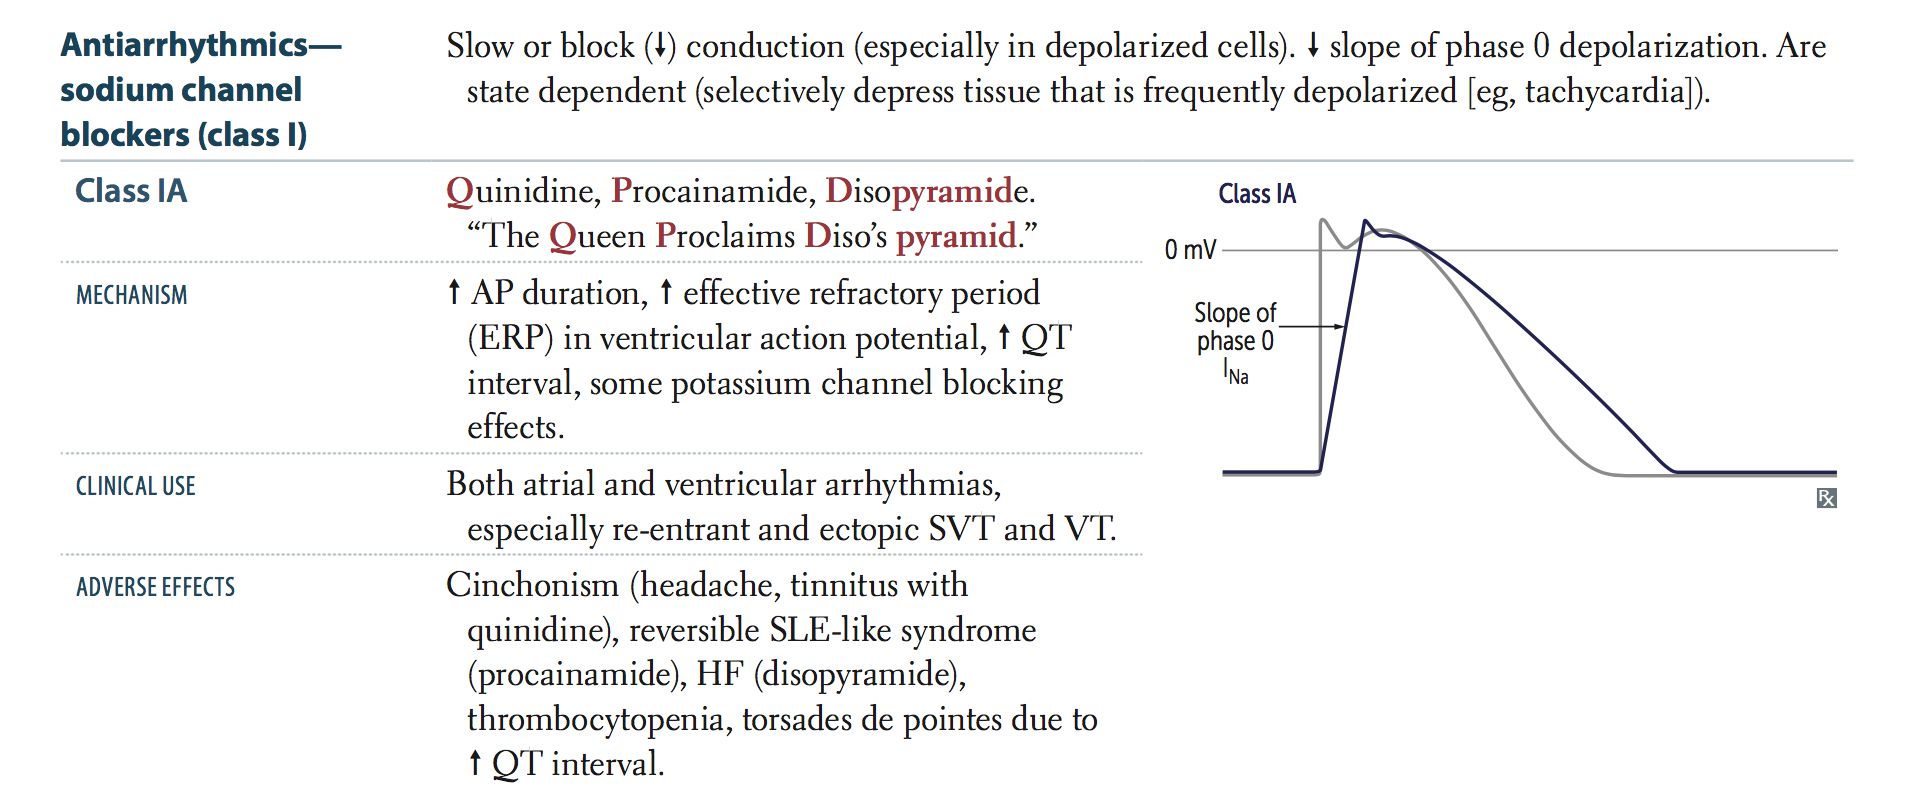 Antiarrhythmics—
sodium channel
blockers (class I)
Slow or block (↓) conduction (especially in depolarized cells). ↓ slope of phase 0 depolarization. Are
state dependent (selectively depress tissue that is frequently depolarized [eg, tachycardia]).
Class IA
Quinidine, Procainamide, Disopyramide.
“The Queen Proclaims Diso’s pyramid.”
MECHANISM
↑ AP duration, ↑ effective refractory period
(ERP) in ventricular action potential, ↑ QT
interval, some potassium channel blocking
effects.
CLINICAL USE
Both atrial and ventricular arrhythmias,
especially re-entrant and ectopic SVT and VT.
ADVERSE EFFECTS
Cinchonism (headache, tinnitus with
quinidine), reversible SLE-like syndrome
(procainamide), HF (disopyramide),
thrombocytopenia, torsades de pointes due to
↑ QT interval.
Class IA
0 mV
Slope of
phase 0
INa
Rx